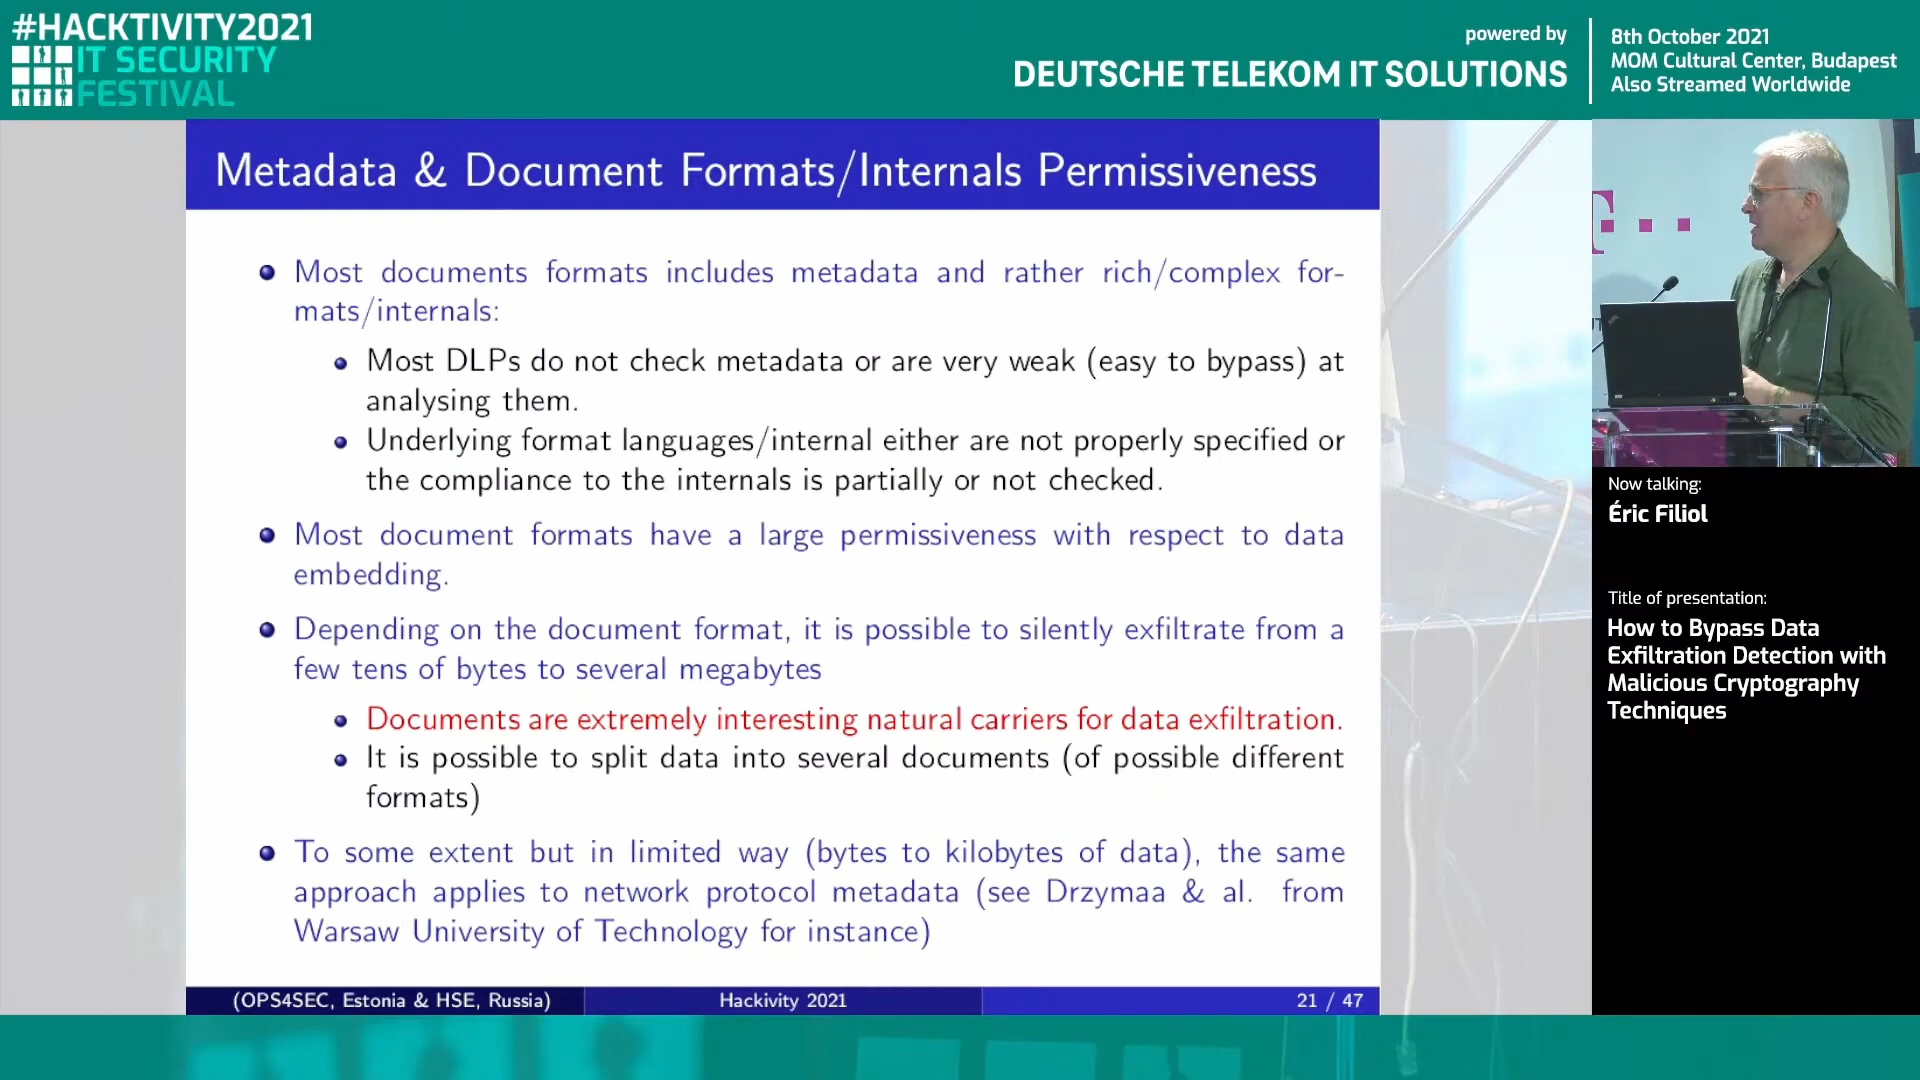 #HACKTIVITY2021
IT SECURITY
FESTIVAL
powered by
DEUTSCHE TELEKOM IT SOLUTIONS
8th October 2021
MOM Cultural Center, Budapest
Also Streamed Worldwide
Metadata & Document Formats/Internals Permissiveness
Most documents formats includes metadata and rather rich/complex for-
mats/internals:
Most DLPs do not check metadata or are very weak (easy to bypass) at
analysing them.
Underlying format languages/internal either are not properly specified or
the compliance to the internals is partially or not checked.
Most document formats have a large permissiveness with respect to data
embedding.
Depending on the document format, it is possible to silently exfiltrate from a
few tens of bytes to several megabytes
Documents are extremely interesting natural carriers for data exfiltration.
It is possible to split data into several documents (of possible different
formats)
To some extent but in limited way (bytes to kilobytes of data), the same
approach applies to network protocol metadata (see Drzymaa & al. from
Warsaw University of Technology for instance)
(OPS4SEC, Estonia & HSE, Russia)
Hackivity 2021
21 / 47
Now talking:
Éric Filiol
Title of presentation:
How to Bypass Data
Exfiltration Detection with
Malicious Cryptography
Techniques